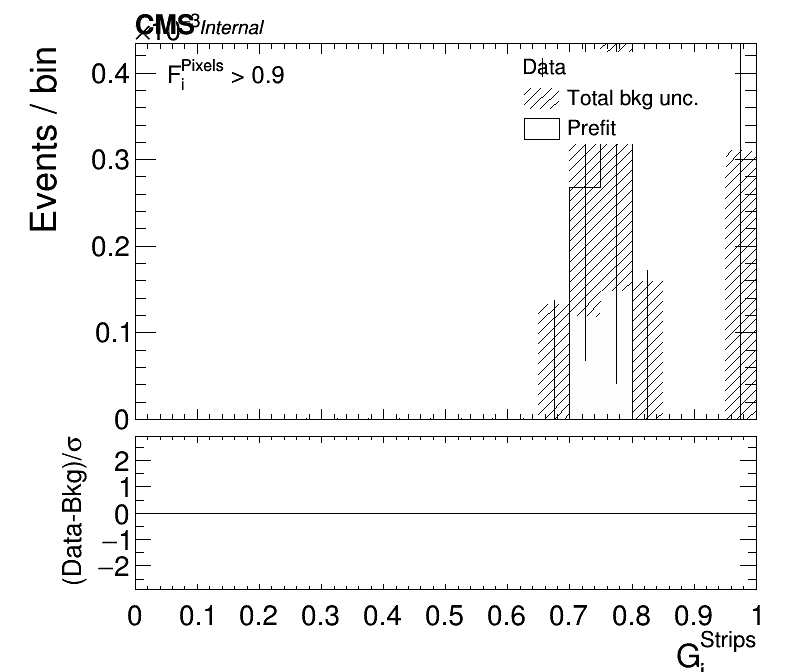 CMS Internal
×10³
F_i^Pixels > 0.9
Data
Total bkg unc.
Prefit
Events / bin
0.4
0.3
0.2
0.1
0
(Data-Bkg)/σ
2
1
0
−1
−2
0 0.1 0.2 0.3 0.4 0.5 0.6 0.7 0.8 0.9 1
G_i^Strips